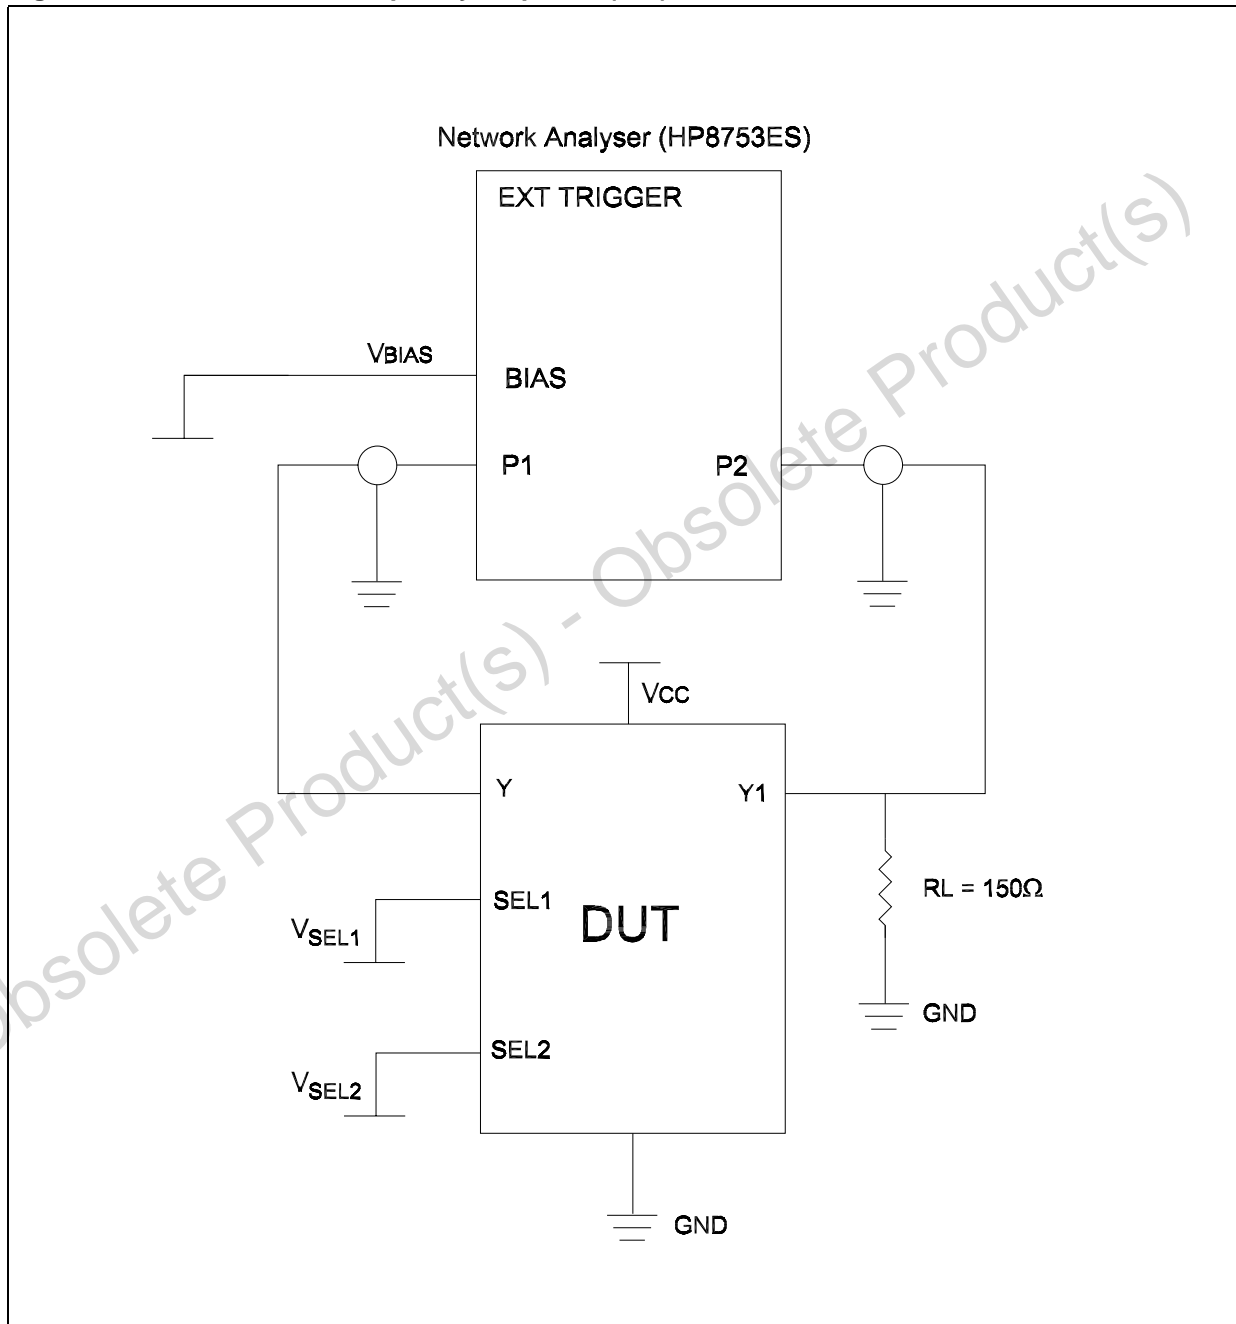 Network Analyser (HP8753ES)
EXT TRIGGER
VBIAS
BIAS
P1
P2
VCC
Y
Y1
SEL1
VSEL1
DUT
RL = 150Ω
SEL2
VSEL2
GND
GND
Obsolete Product(s) - Obsolete Product(s)